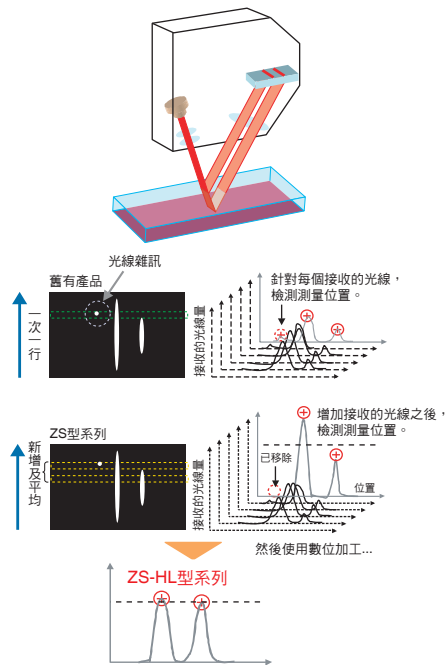 光線雜訊
舊有產品
一次一行
接收的光線量
針對每個接收的光線，
檢測測量位置。
ZS型系列
新增及平均
接收的光線量
增加接收的光線之後，
檢測測量位置。
已移除
位置
然後使用數位加工...
ZS-HL型系列